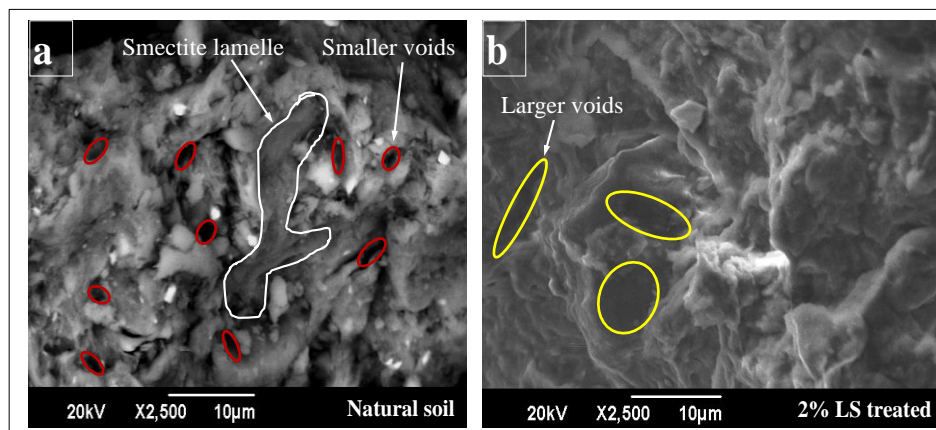 a
Smectite lamelle
Smaller voids
20kV X2,500 10μm Natural soil
b
Larger voids
20kV X2,500 10μm 2% LS treated